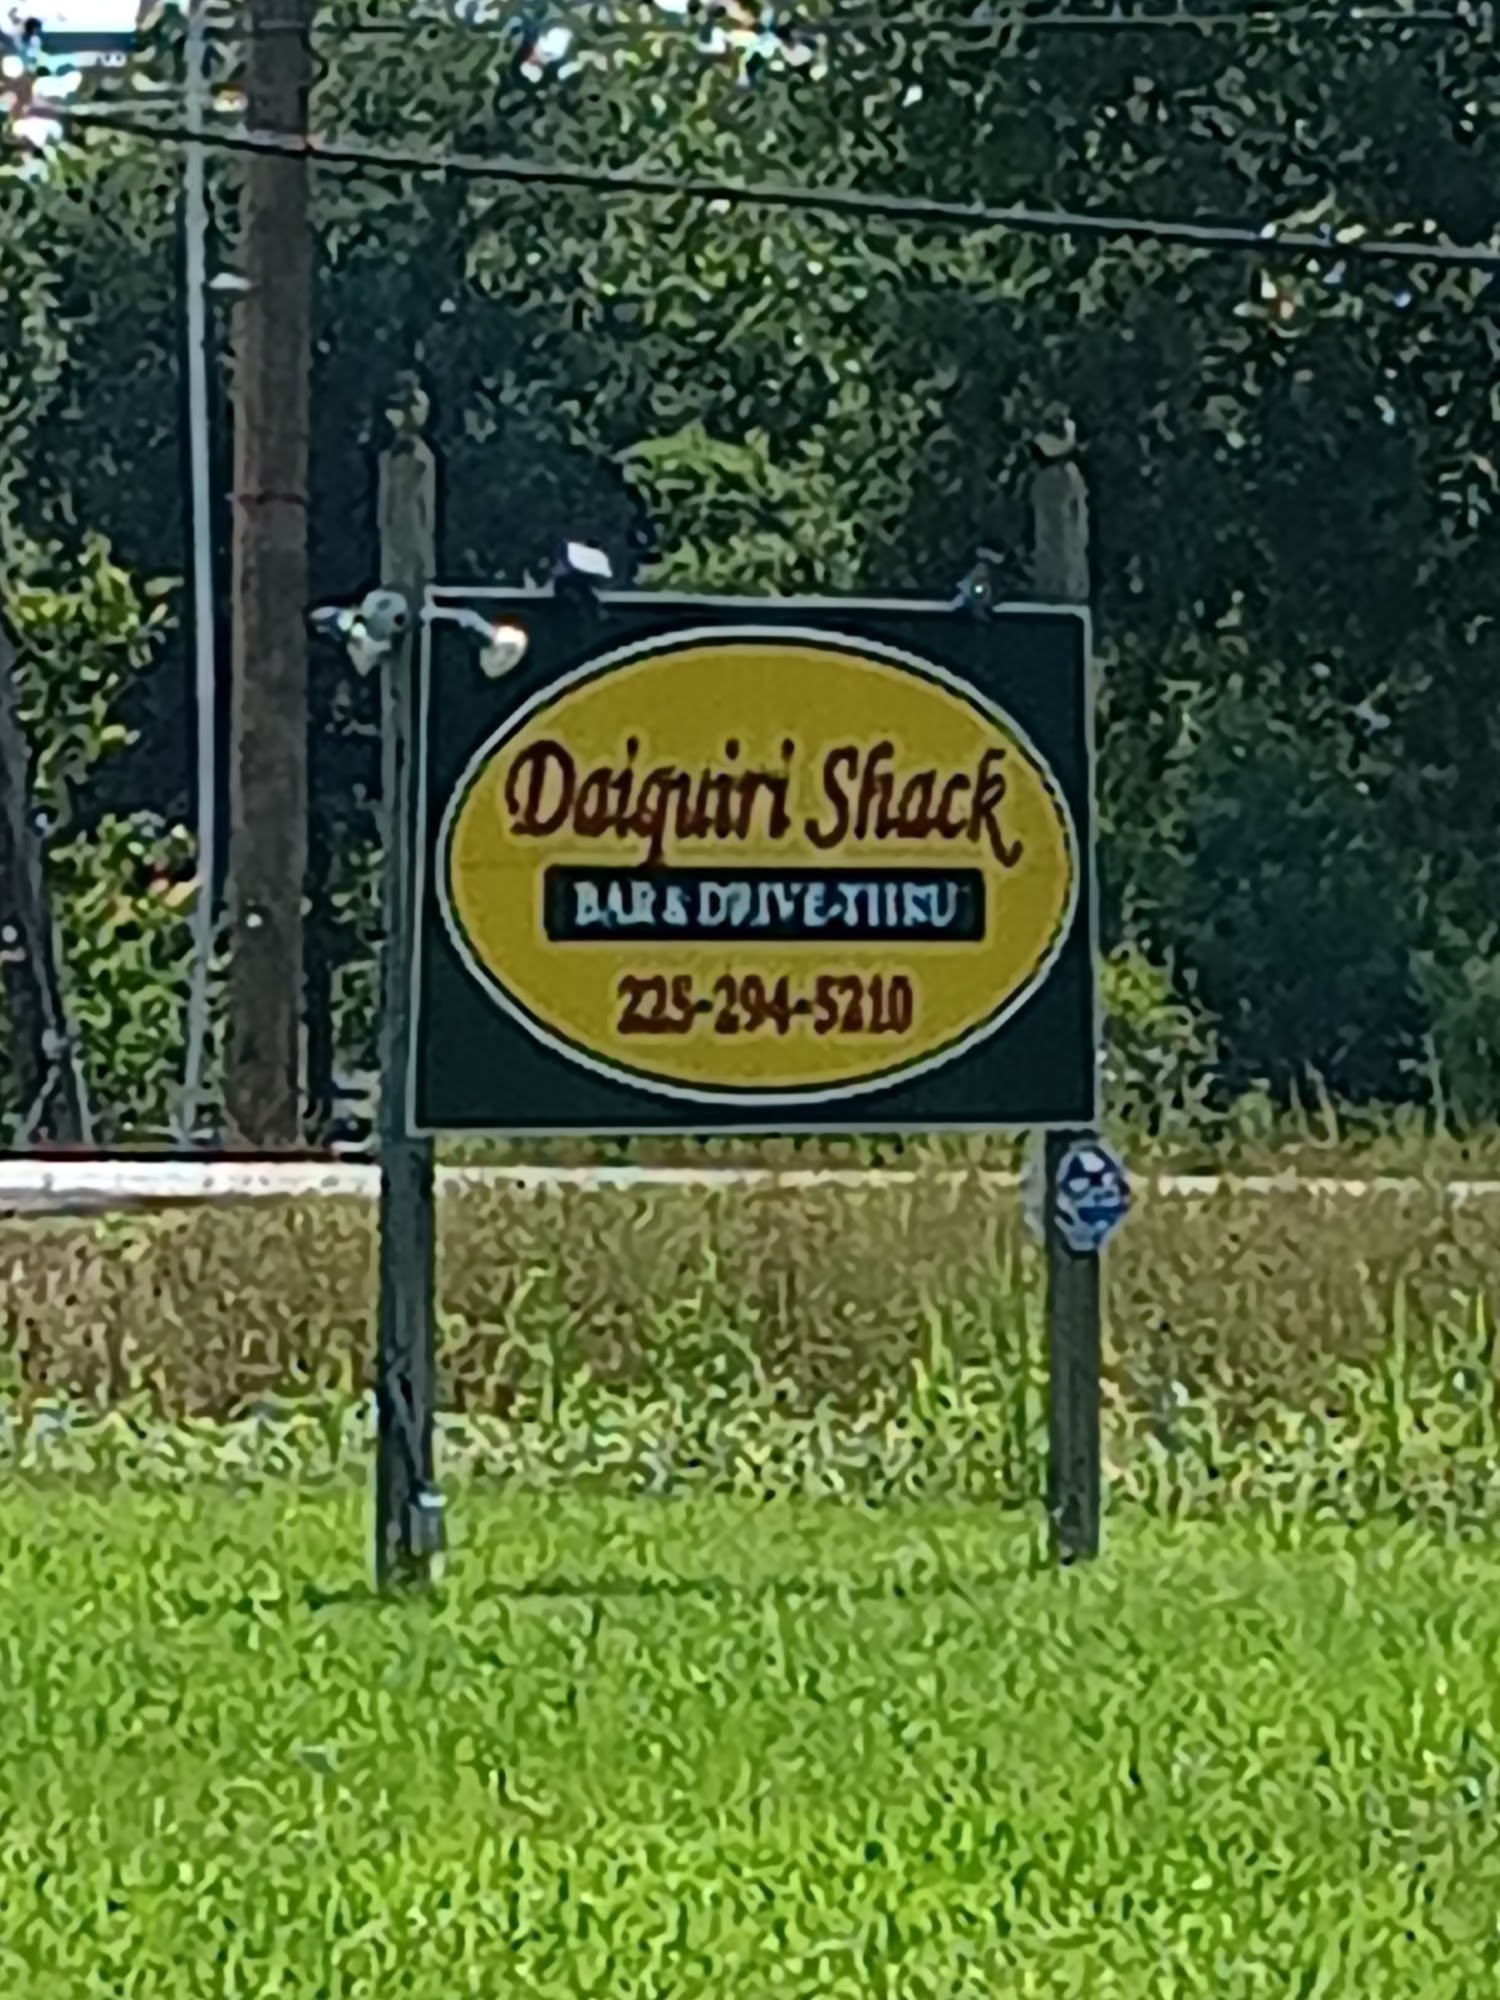 Daiquiri Shack
BAR & DRIVE-THRU
225-294-5210